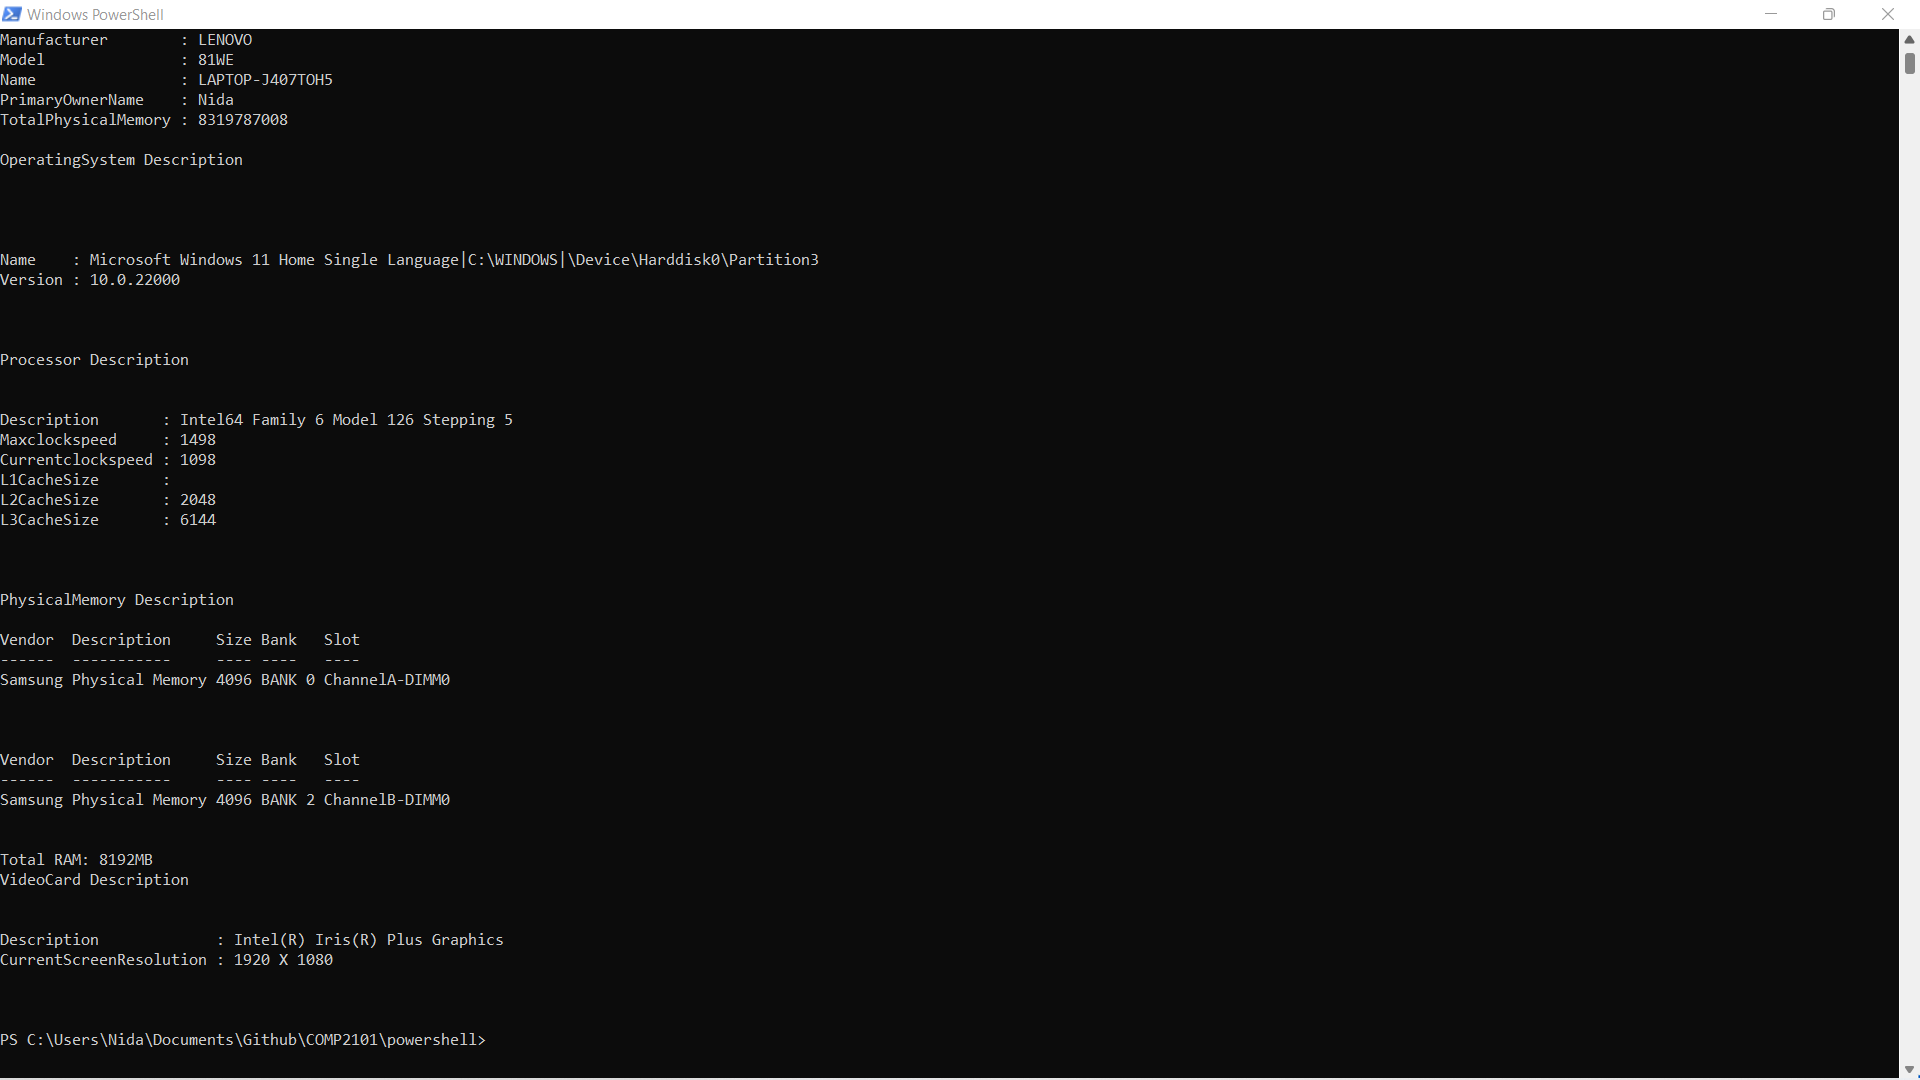 Windows PowerShell
Manufacturer        : LENOVO
Model               : 81WE
Name                : LAPTOP-J407TOH5
PrimaryOwnerName    : Nida
TotalPhysicalMemory : 8319787008
OperatingSystem Description
Name    : Microsoft Windows 11 Home Single Language|C:\WINDOWS|\Device\Harddisk0\Partition3
Version : 10.0.22000
Processor Description
Description       : Intel64 Family 6 Model 126 Stepping 5
Maxclockspeed     : 1498
Currentclockspeed : 1098
L1CacheSize       :
L2CacheSize       : 2048
L3CacheSize       : 6144
PhysicalMemory Description
Vendor  Description     Size Bank   Slot
------  -----------     ---- ----   ----
Samsung Physical Memory 4096 BANK 0 ChannelA-DIMM0
Vendor  Description     Size Bank   Slot
------  -----------     ---- ----   ----
Samsung Physical Memory 4096 BANK 2 ChannelB-DIMM0
Total RAM: 8192MB
VideoCard Description
Description             : Intel(R) Iris(R) Plus Graphics
CurrentScreenResolution : 1920 X 1080
PS C:\Users\Nida\Documents\Github\COMP2101\powershell>